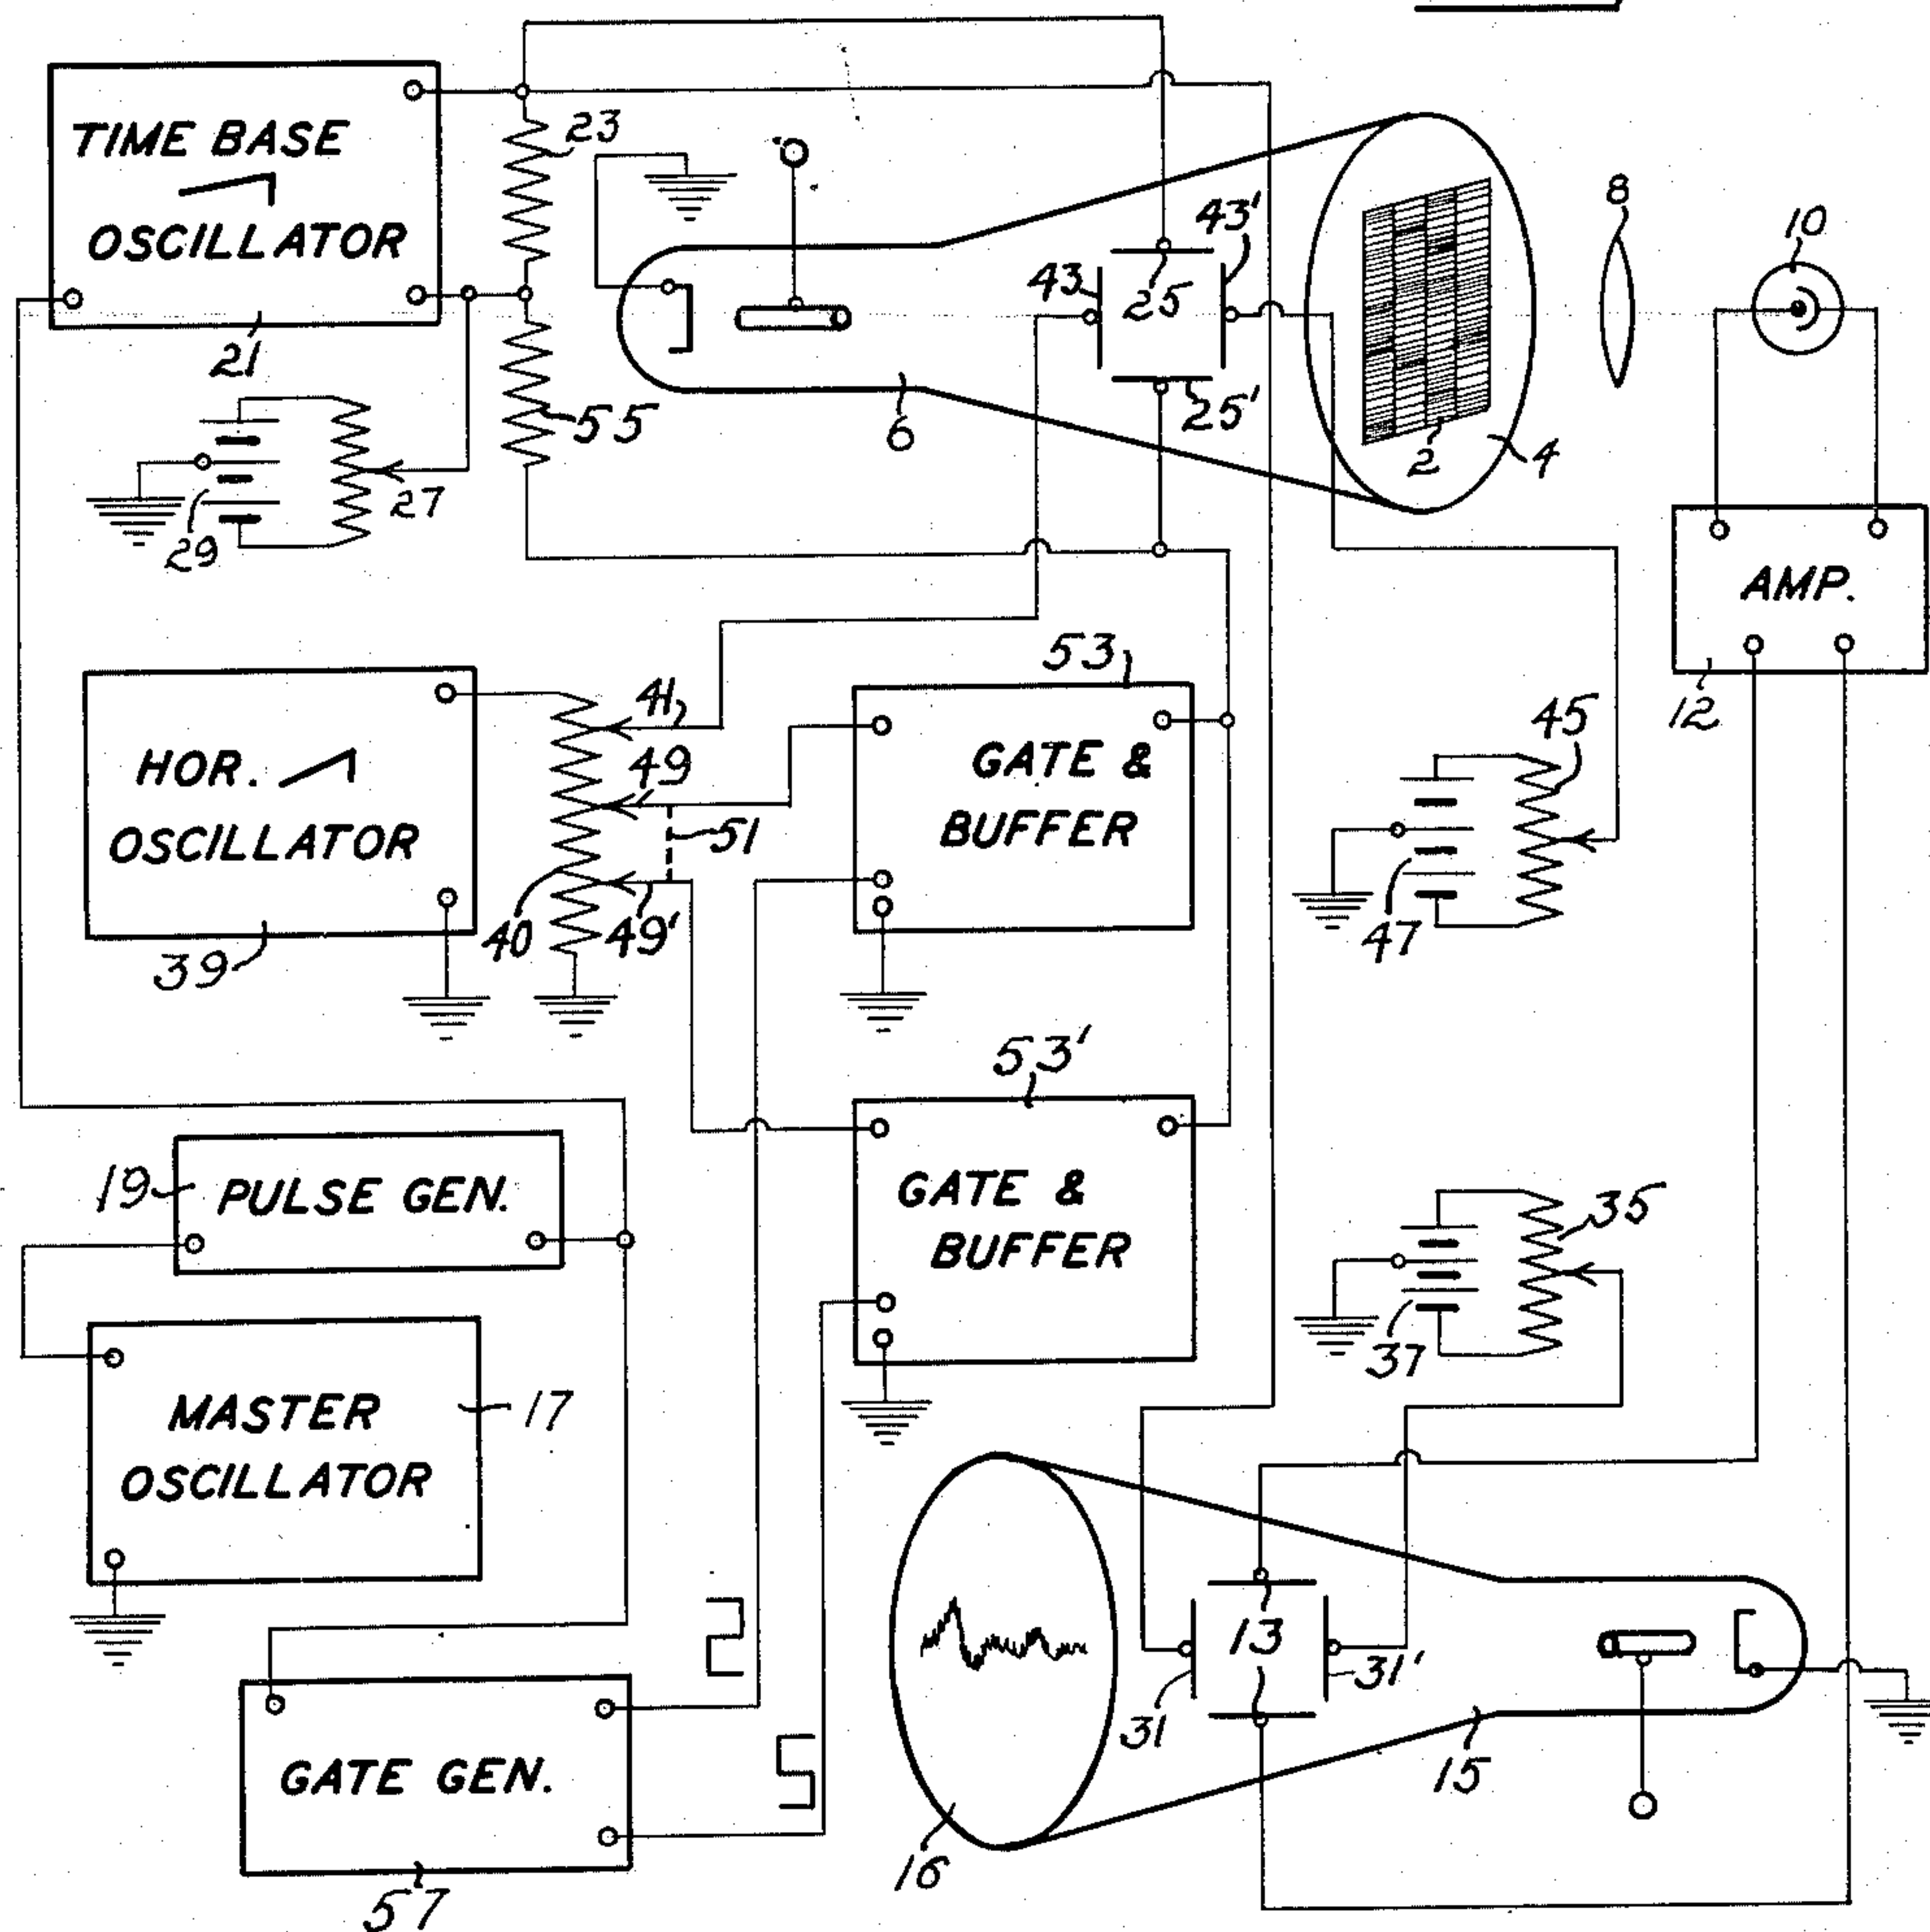 TIME BASE
OSCILLATOR
21
23
55
27
29
6
43
43'
25
25'
2
4
8
10
AMP.
12
HOR.
OSCILLATOR
39
40
41
49
51
49'
53
GATE &
BUFFER
45
47
53'
GATE &
BUFFER
19
PULSE GEN.
35
37
MASTER
OSCILLATOR
17
GATE GEN.
57
13
31
31'
15
16